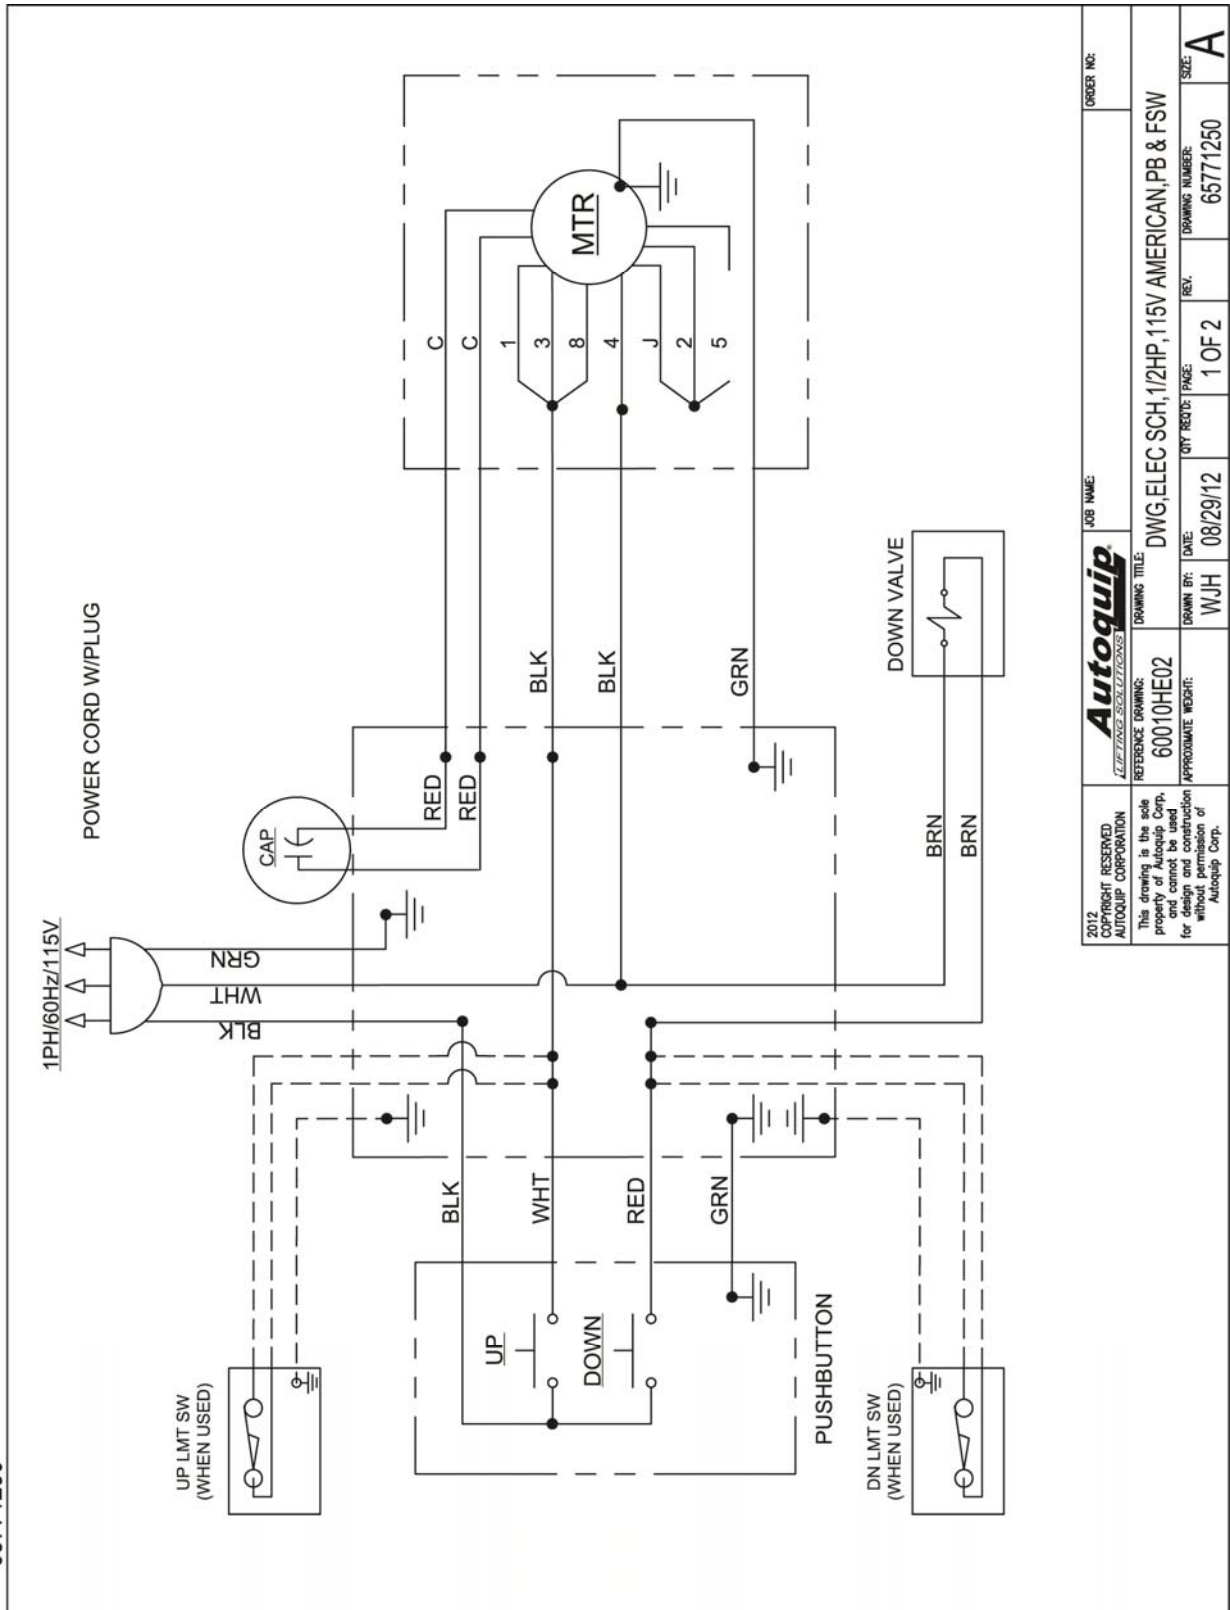 1PH/60Hz/115V
POWER CORD W/PLUG
BLK
WHT
GRN
CAP
RED
RED
C
C
1
3
8
4
J
2
5
MTR
BLK
BLK
GRN
UP LMT SW
(WHEN USED)
BLK
WHT
RED
GRN
UP
DOWN
PUSHBUTTON
DN LMT SW
(WHEN USED)
BRN
BRN
DOWN VALVE
2012
COPYRIGHT RESERVED
AUTOQUIP CORPORATION
This drawing is the sole
property of Autoquip Corp,
and cannot be used
for design and construction
without permission of
Autoquip Corp.
Autoquip®
LIFTING SOLUTIONS
JOB NAME:
ORDER NO:
REFERENCE DRAWING:
60010HE02
DRAWING TITLE:
DWG,ELEC SCH,1/2HP,115V AMERICAN,PB & FSW
APPROXIMATE WEIGHT:
DRAWN BY:
WJH
DATE:
08/29/12
QTY REQ'D:
PAGE:
1 OF 2
REV.
DRAWING NUMBER:
65771250
SIZE:
A